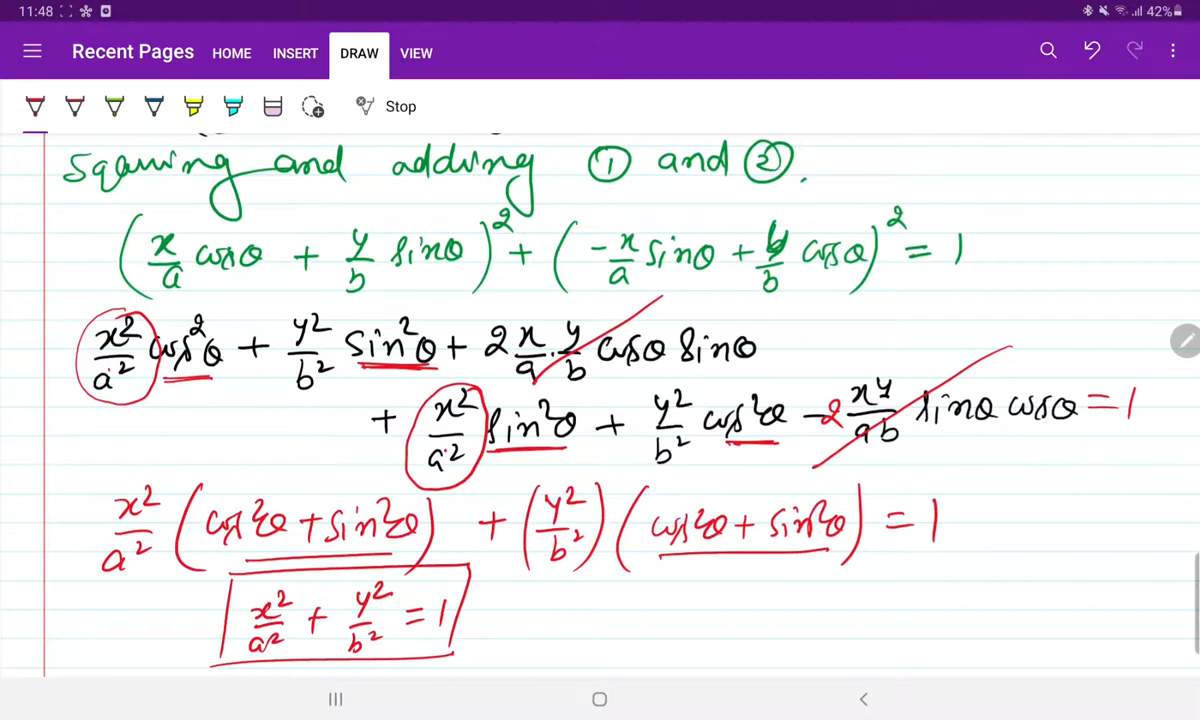 11:48 42%
Recent Pages HOME INSERT DRAW VIEW
Stop
Sqauring and adding ① and ②.
(x/a cosθ + y/b sinθ)² + (-x/a sinθ + y/b cosθ)² = 1
x²/a² cos²θ + y²/b² sin²θ + 2 x/a · y/b cosθ sinθ
+ x²/a² sin²θ + y²/b² cos²θ - 2 xy/ab sinθ cosθ = 1
x²/a² (cos²θ + sin²θ) + (y²/b²) (cos²θ + sin²θ) = 1
x²/a² + y²/b² = 1